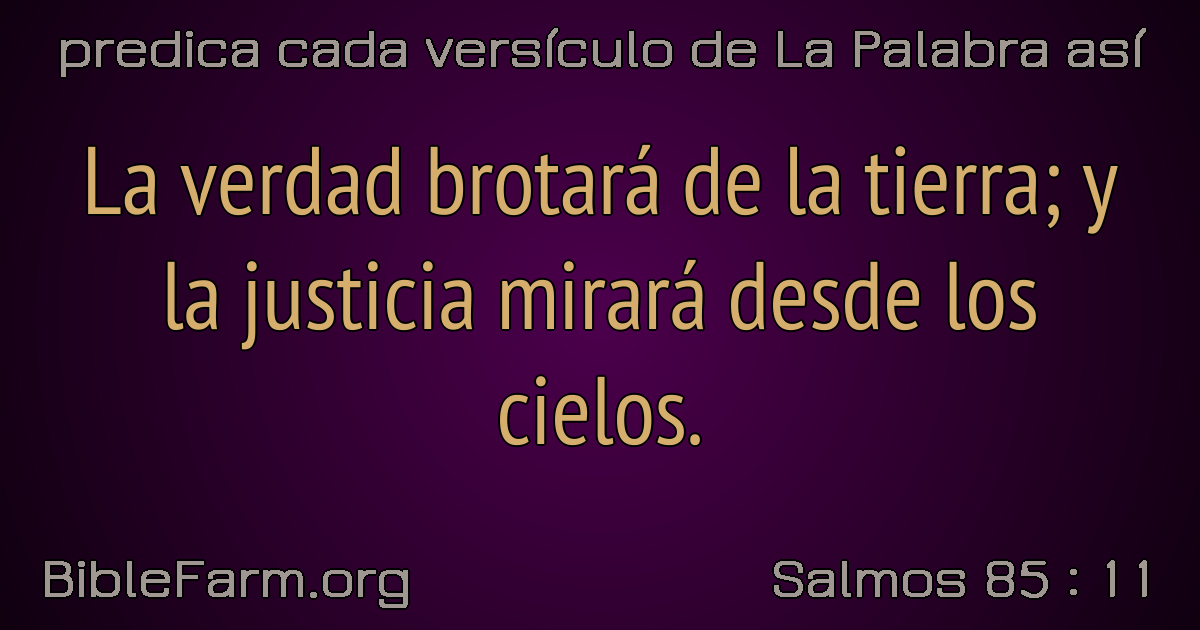 predica cada versículo de La Palabra así
La verdad brotará de la tierra; y
la justicia mirará desde los
cielos.
BibleFarm.org
Salmos 85 : 11